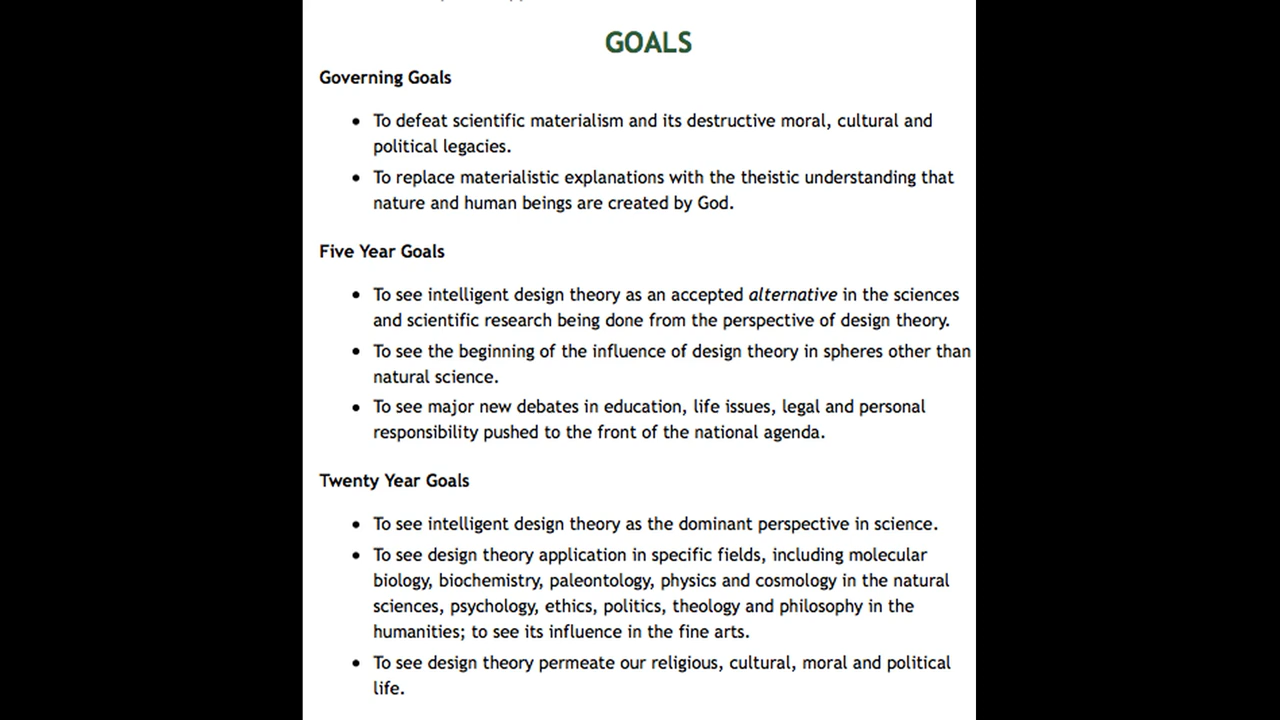 GOALS
Governing Goals
• To defeat scientific materialism and its destructive moral, cultural and
political legacies.
• To replace materialistic explanations with the theistic understanding that
nature and human beings are created by God.
Five Year Goals
• To see intelligent design theory as an accepted alternative in the sciences
and scientific research being done from the perspective of design theory.
• To see the beginning of the influence of design theory in spheres other than
natural science.
• To see major new debates in education, life issues, legal and personal
responsibility pushed to the front of the national agenda.
Twenty Year Goals
• To see intelligent design theory as the dominant perspective in science.
• To see design theory application in specific fields, including molecular
biology, biochemistry, paleontology, physics and cosmology in the natural
sciences, psychology, ethics, politics, theology and philosophy in the
humanities; to see its influence in the fine arts.
• To see design theory permeate our religious, cultural, moral and political
life.